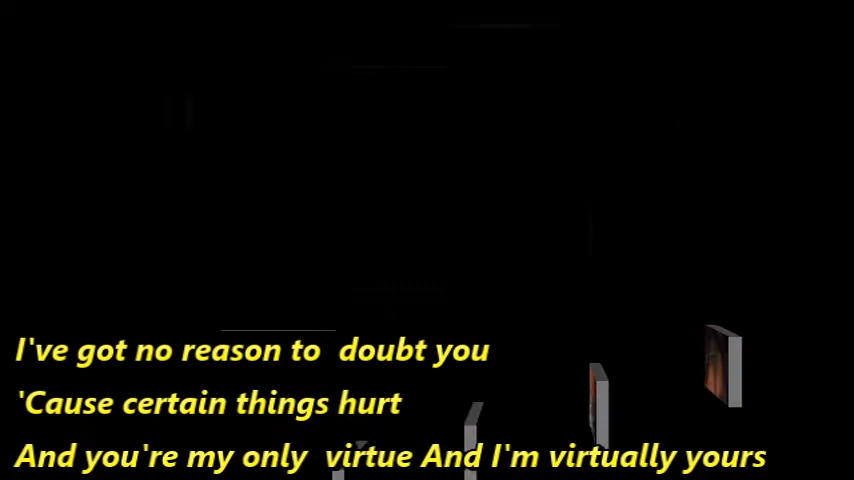 I've got no reason to  doubt you
'Cause certain things hurt
And you're my only  virtue And I'm virtually yours